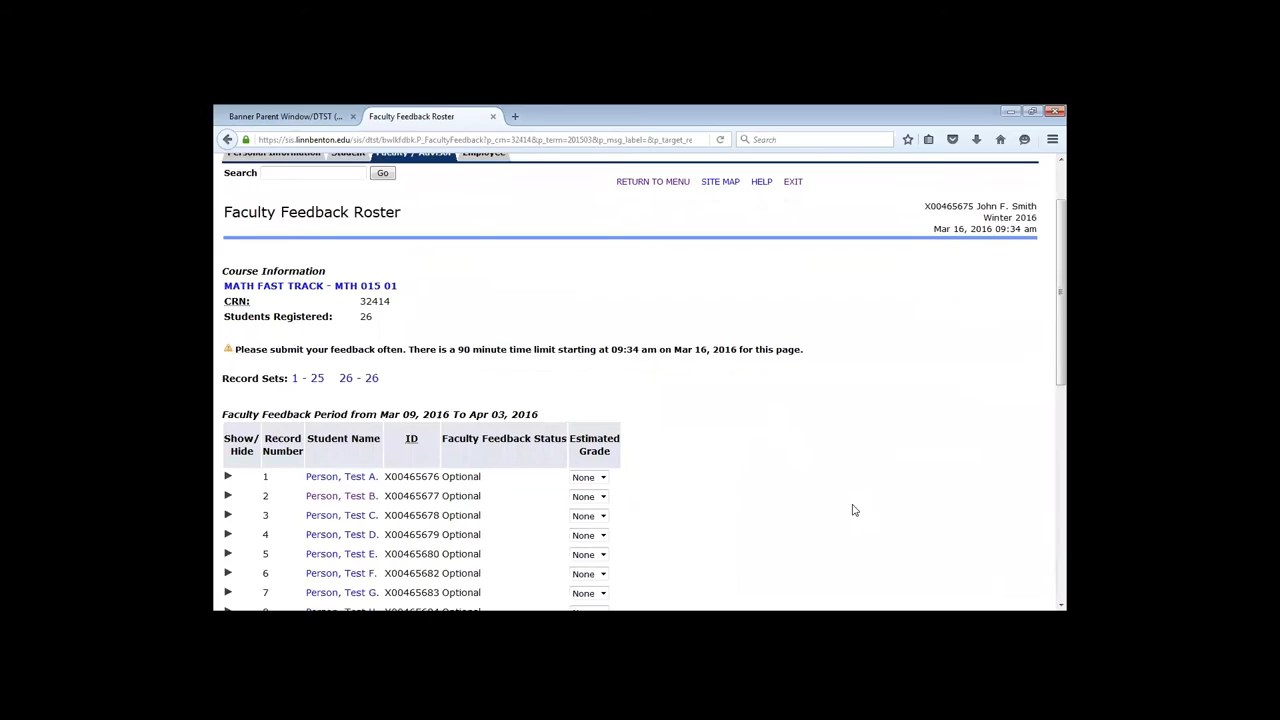 Banner Parent Window/DTST (...
Faculty Feedback Roster
https://sis.linnbenton.edu/sis/dtst/bwlkfdbk.P_FacultyFeedback?p_crn=32414&p_term=201503&p_msg_label=&p_target_re
Search
Personal Information Student Faculty / Advisor Employee
Search Go
RETURN TO MENU SITE MAP HELP EXIT
Faculty Feedback Roster
X00465675 John F. Smith
Winter 2016
Mar 16, 2016 09:34 am
Course Information
MATH FAST TRACK - MTH 015 01
CRN: 32414
Students Registered: 26
Please submit your feedback often. There is a 90 minute time limit starting at 09:34 am on Mar 16, 2016 for this page.
Record Sets: 1 - 25 26 - 26
Faculty Feedback Period from Mar 09, 2016 To Apr 03, 2016
Show/ Record Student Name ID Faculty Feedback Status Estimated
Hide Number Grade
1 Person, Test A. X00465676 Optional None
2 Person, Test B. X00465677 Optional None
3 Person, Test C. X00465678 Optional None
4 Person, Test D. X00465679 Optional None
5 Person, Test E. X00465680 Optional None
6 Person, Test F. X00465682 Optional None
7 Person, Test G. X00465683 Optional None